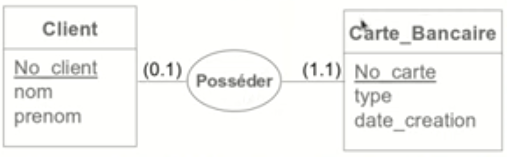 Client
No_client
nom
prenom
(0.1)
Posséder
(1.1)
Carte_Bancaire
No_carte
type
date_creation